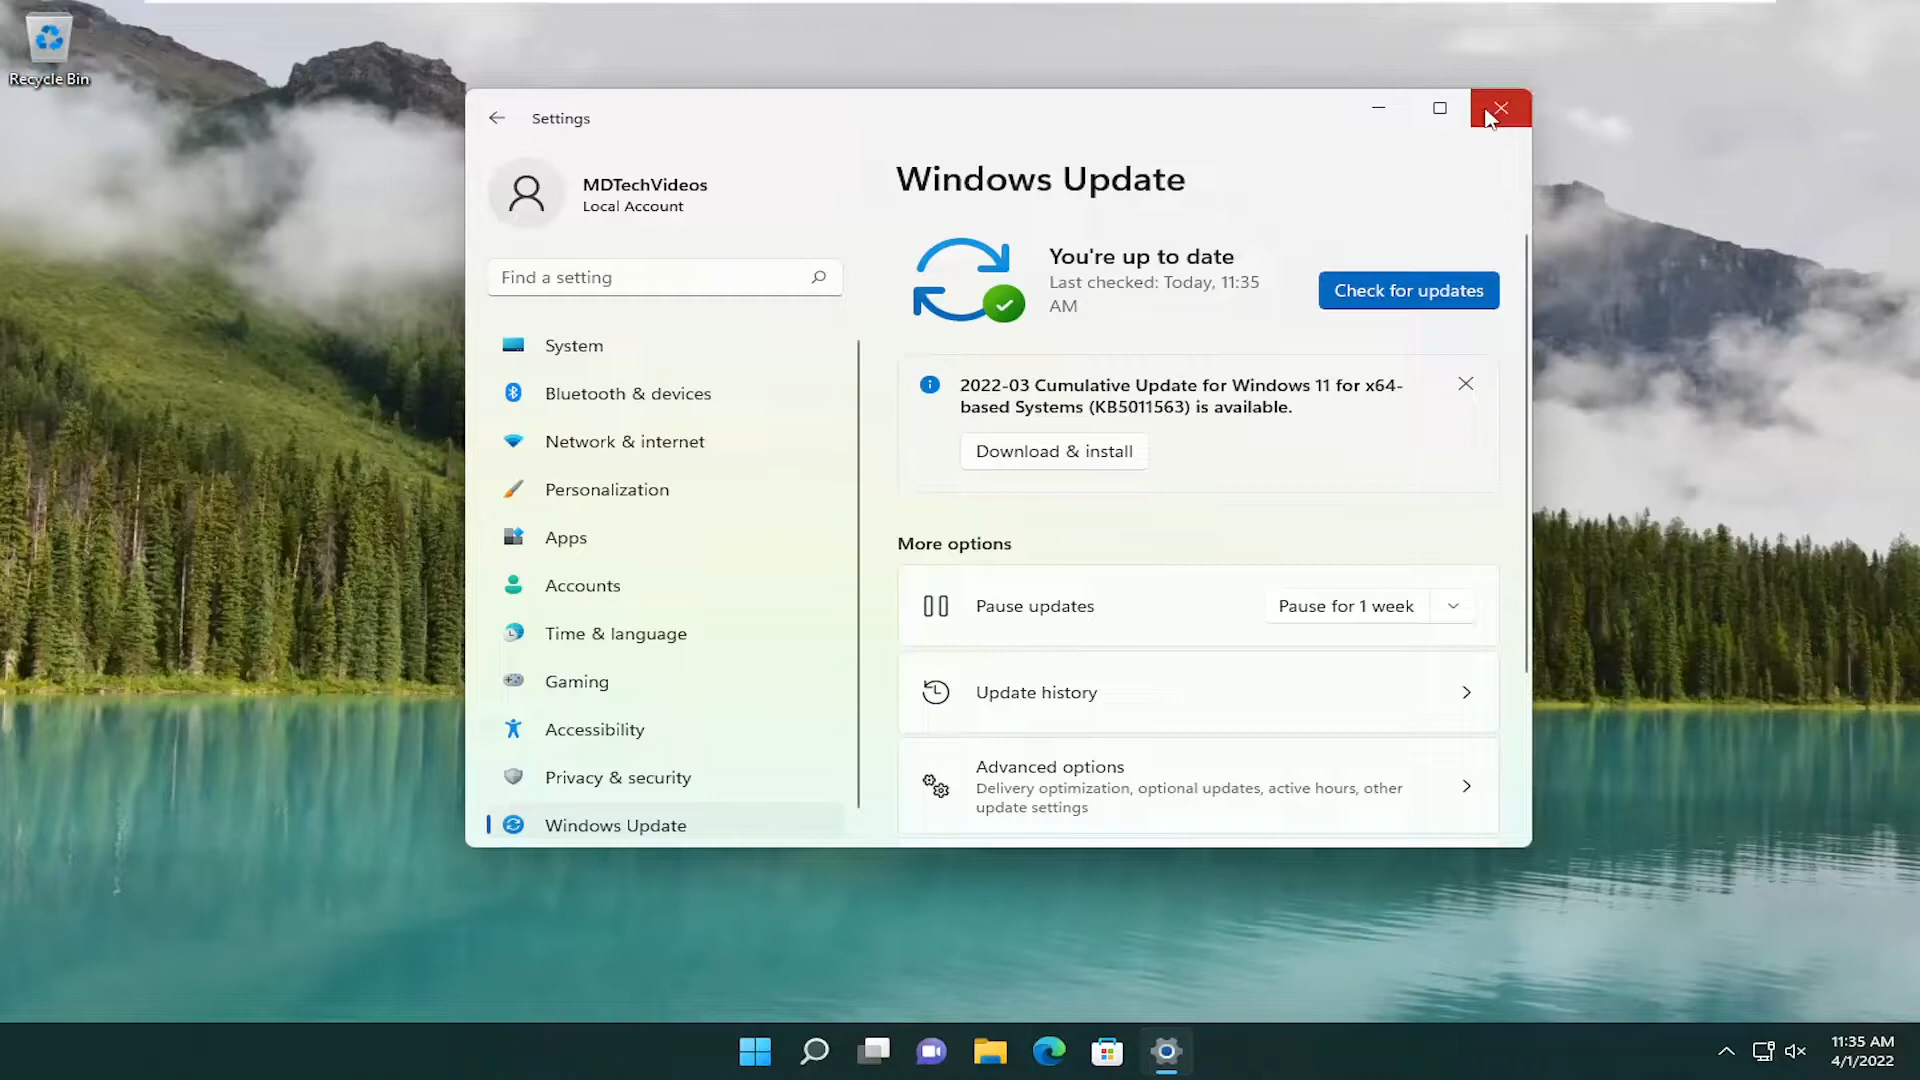 Recycle Bin
Settings
MDTechVideos
Local Account
Find a setting
System
Bluetooth & devices
Network & internet
Personalization
Apps
Accounts
Time & language
Gaming
Accessibility
Privacy & security
Windows Update
Windows Update
You're up to date
Last checked: Today, 11:35
AM
Check for updates
2022-03 Cumulative Update for Windows 11 for x64-
based Systems (KB5011563) is available.
Download & install
More options
Pause updates
Pause for 1 week
Update history
Advanced options
Delivery optimization, optional updates, active hours, other
update settings
11:35 AM
4/1/2022